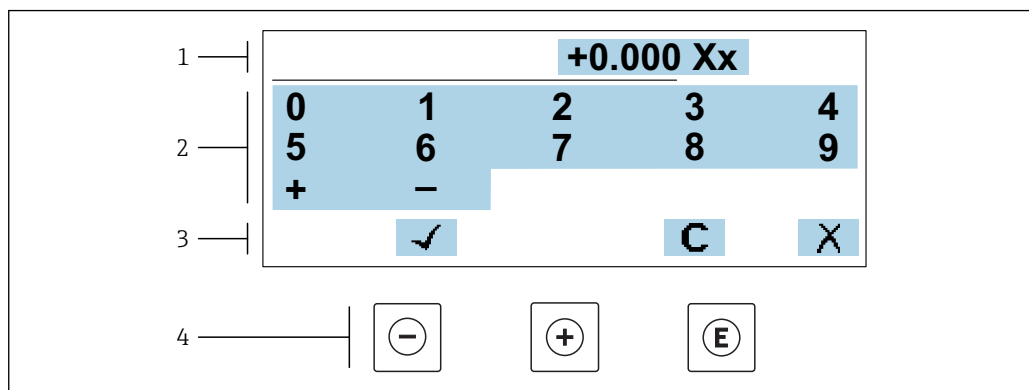 1 +0.000 Xx
0 1 2 3 4
2 5 6 7 8 9
+ −
3 ✓ C X
4 − + E